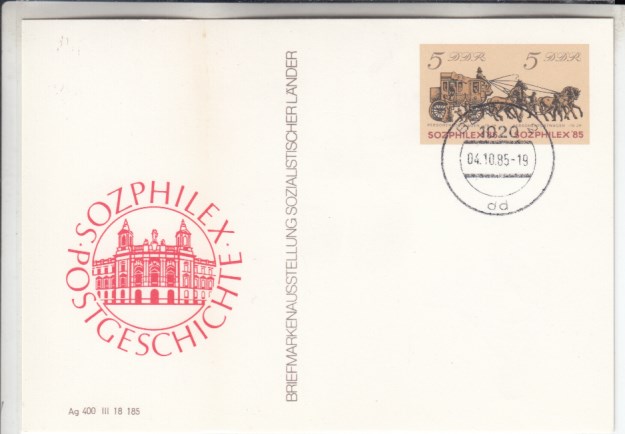 5 DDR 5 DDR
SOZPHILEX'85 SOZPHILEX'85
1020
04.10.85-19
dd
BRIEFMARKENAUSSTELLUNG SOZIALISTISCHER LÄNDER
· SOZPHILEX ·
POSTGESCHICHTE
Ag 400 III 18 185